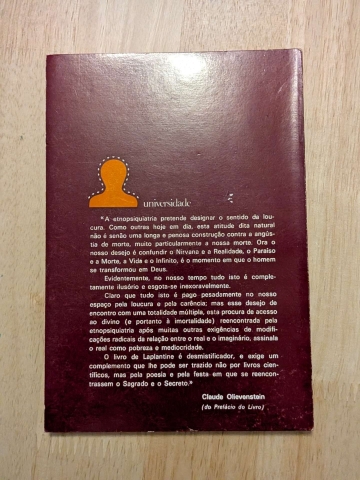 universidade
"A etnopsiquiatria pretende designar o sentido da lou-
cura. Como outras hoje em dia, esta atitude dita natural
não é senão uma longa e penosa construção contra a angús-
tia de morte, muito particularmente a nossa morte. Ora o
nosso desejo é confundir o Nirvana e a Realidade, o Paraíso
e a Morte, a Vida e o Infinito, é o momento em que o homem
se transformou em Deus.
Evidentemente, no nosso tempo tudo isto é comple-
tamente ilusório e esgota-se inexoravelmente.
Claro que tudo isto é pago pesadamente no nosso
espaço pela loucura e pela carência; mas esse desejo de
encontro com uma totalidade múltipla, esta procura de acesso
ao divino (e portanto à imortalidade) reencontrada pela
etnopsiquiatria após muitas outras exigências de modifi-
cações radicais da relação entre o real e o imaginário, assinala
o real como pobreza e mediocridade.
O livro de Laplantine é desmistificador, e exige um
complemento que lhe pode ser trazido não por livros cien-
tíficos, mas pela poesia e pela festa em que se reencon-
trassem o Sagrado e o Secreto."
Claude Olievenstein
(do Prefácio do Livro)